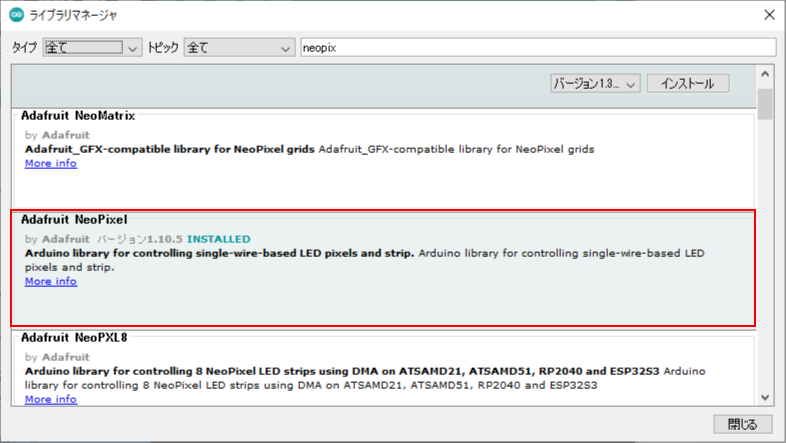 ライブラリマネージャ
タイプ 全て トピック 全て neopix
バージョン1.3... インストール
Adafruit NeoMatrix
by Adafruit
Adafruit_GFX-compatible library for NeoPixel grids Adafruit_GFX-compatible library for NeoPixel grids
More info
Adafruit NeoPixel
by Adafruit バージョン1.10.5 INSTALLED
Arduino library for controlling single-wire-based LED pixels and strip. Arduino library for controlling single-wire-based LED
pixels and strip.
More info
Adafruit NeoPXL8
by Adafruit
Arduino library for controlling 8 NeoPixel LED strips using DMA on ATSAMD21, ATSAMD51, RP2040 and ESP32S3 Arduino
library for controlling 8 NeoPixel LED strips using DMA on ATSAMD21, ATSAMD51, RP2040 and ESP32S3
More info
閉じる